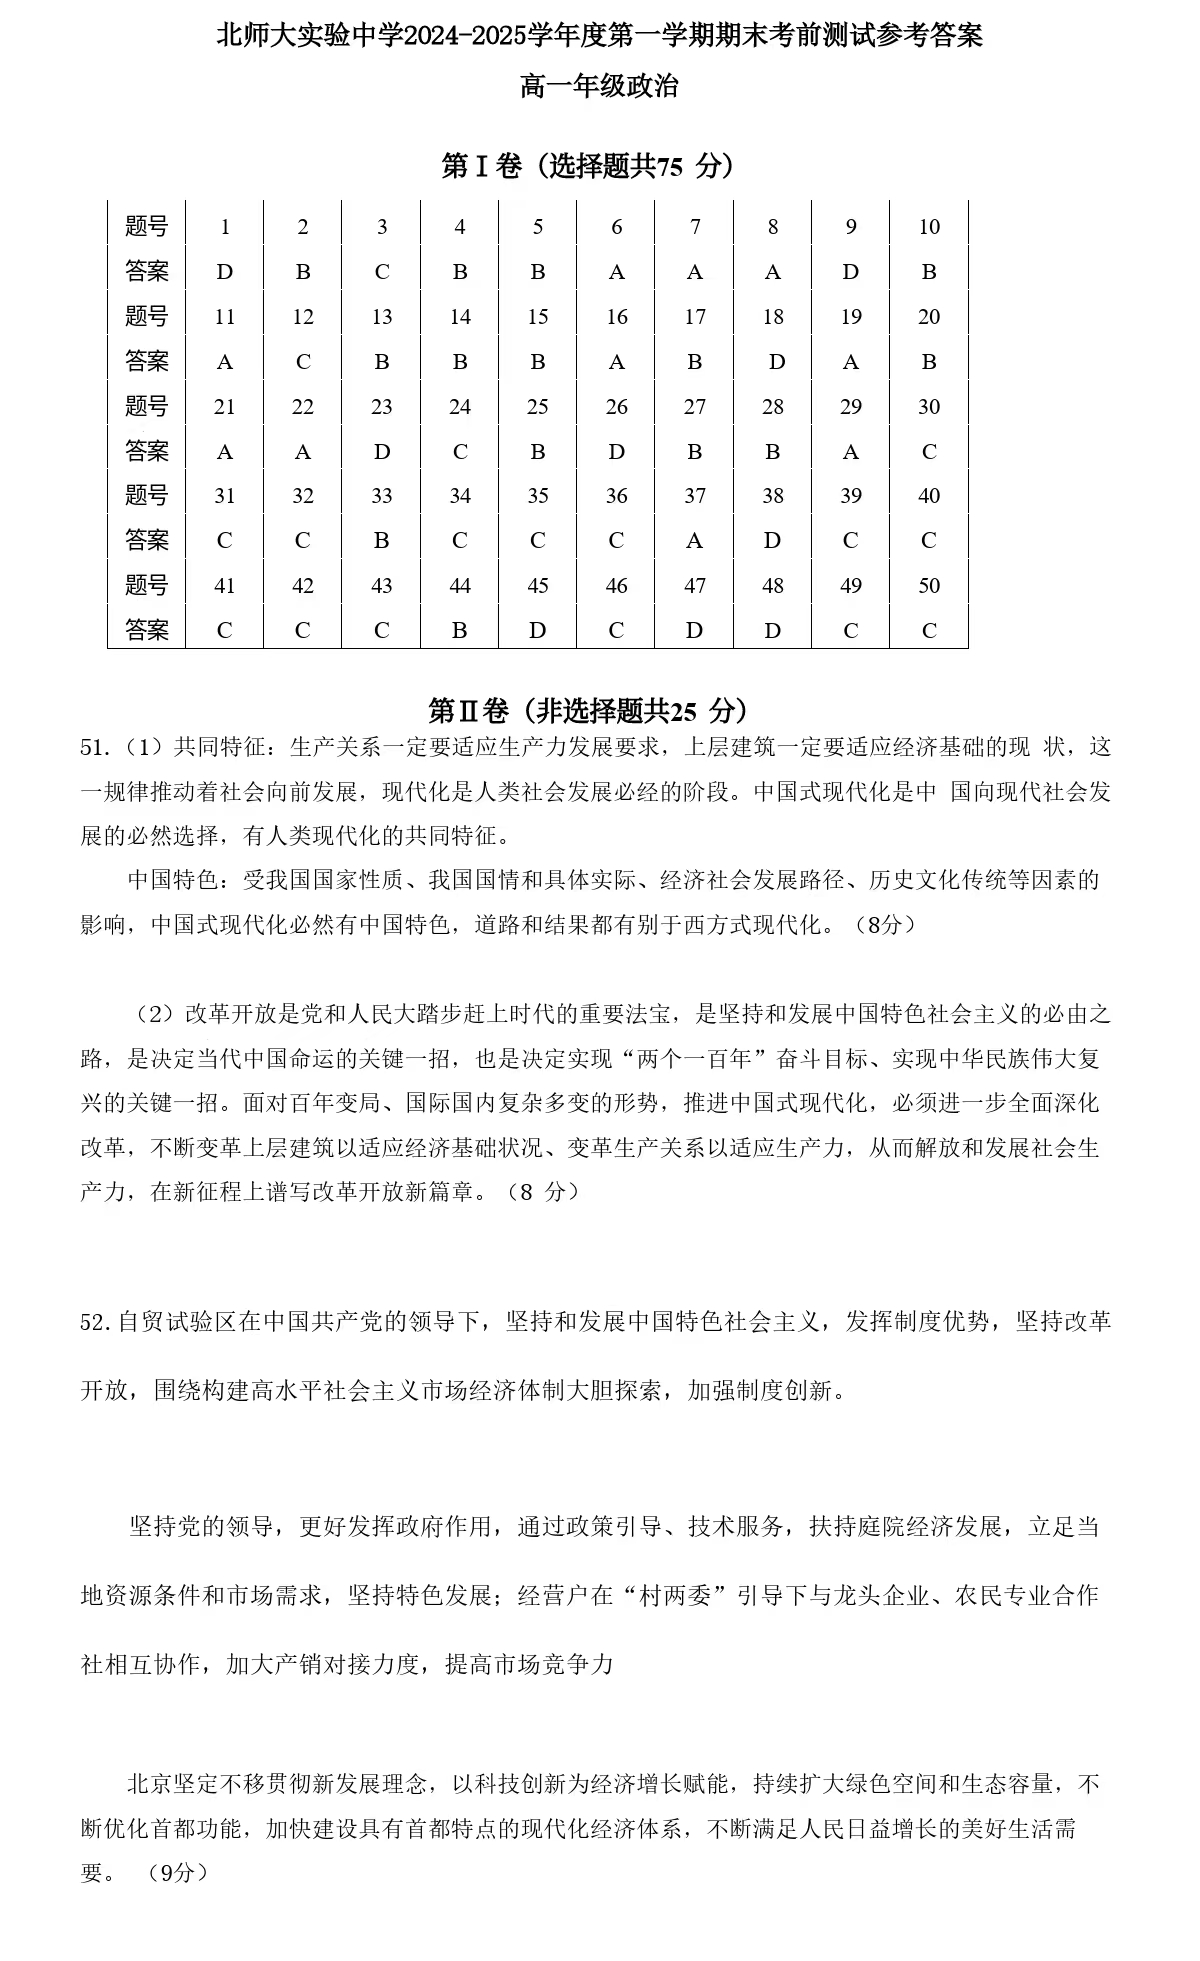 北师大实验中学2024-2025学年度第一学期期末考前测试参考答案
高一年级政治
第Ⅰ卷（选择题共75 分）
题号 1 2 3 4 5 6 7 8 9 10
答案 D B C B B A A A D B
题号 11 12 13 14 15 16 17 18 19 20
答案 A C B B B A B D A B
题号 21 22 23 24 25 26 27 28 29 30
答案 A A D C B D B B A C
题号 31 32 33 34 35 36 37 38 39 40
答案 C C B C C C A D C C
题号 41 42 43 44 45 46 47 48 49 50
答案 C C C B D C D D C C
第Ⅱ卷（非选择题共25 分）
51.（1）共同特征：生产关系一定要适应生产力发展要求，上层建筑一定要适应经济基础的现 状，这
一规律推动着社会向前发展，现代化是人类社会发展必经的阶段。中国式现代化是中 国向现代社会发
展的必然选择，有人类现代化的共同特征。
中国特色：受我国国家性质、我国国情和具体实际、经济社会发展路径、历史文化传统等因素的
影响，中国式现代化必然有中国特色，道路和结果都有别于西方式现代化。（8分）
（2）改革开放是党和人民大踏步赶上时代的重要法宝，是坚持和发展中国特色社会主义的必由之
路，是决定当代中国命运的关键一招，也是决定实现“两个一百年”奋斗目标、实现中华民族伟大复
兴的关键一招。面对百年变局、国际国内复杂多变的形势，推进中国式现代化，必须进一步全面深化
改革，不断变革上层建筑以适应经济基础状况、变革生产关系以适应生产力，从而解放和发展社会生
产力，在新征程上谱写改革开放新篇章。（8 分）
52.自贸试验区在中国共产党的领导下，坚持和发展中国特色社会主义，发挥制度优势，坚持改革
开放，围绕构建高水平社会主义市场经济体制大胆探索，加强制度创新。
坚持党的领导，更好发挥政府作用，通过政策引导、技术服务，扶持庭院经济发展，立足当
地资源条件和市场需求，坚持特色发展；经营户在“村两委”引导下与龙头企业、农民专业合作
社相互协作，加大产销对接力度，提高市场竞争力
北京坚定不移贯彻新发展理念，以科技创新为经济增长赋能，持续扩大绿色空间和生态容量，不
断优化首都功能，加快建设具有首都特点的现代化经济体系，不断满足人民日益增长的美好生活需
要。 （9分）